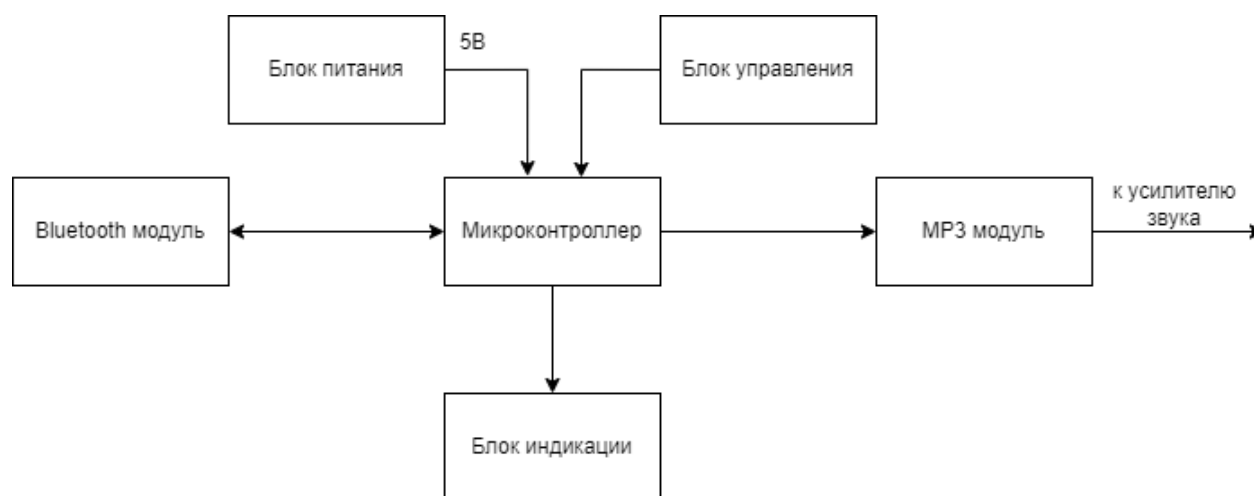 5В
Блок питания
Блок управления
к усилителю
звука
Bluetooth модуль
Микроконтроллер
MP3 модуль
Блок индикации